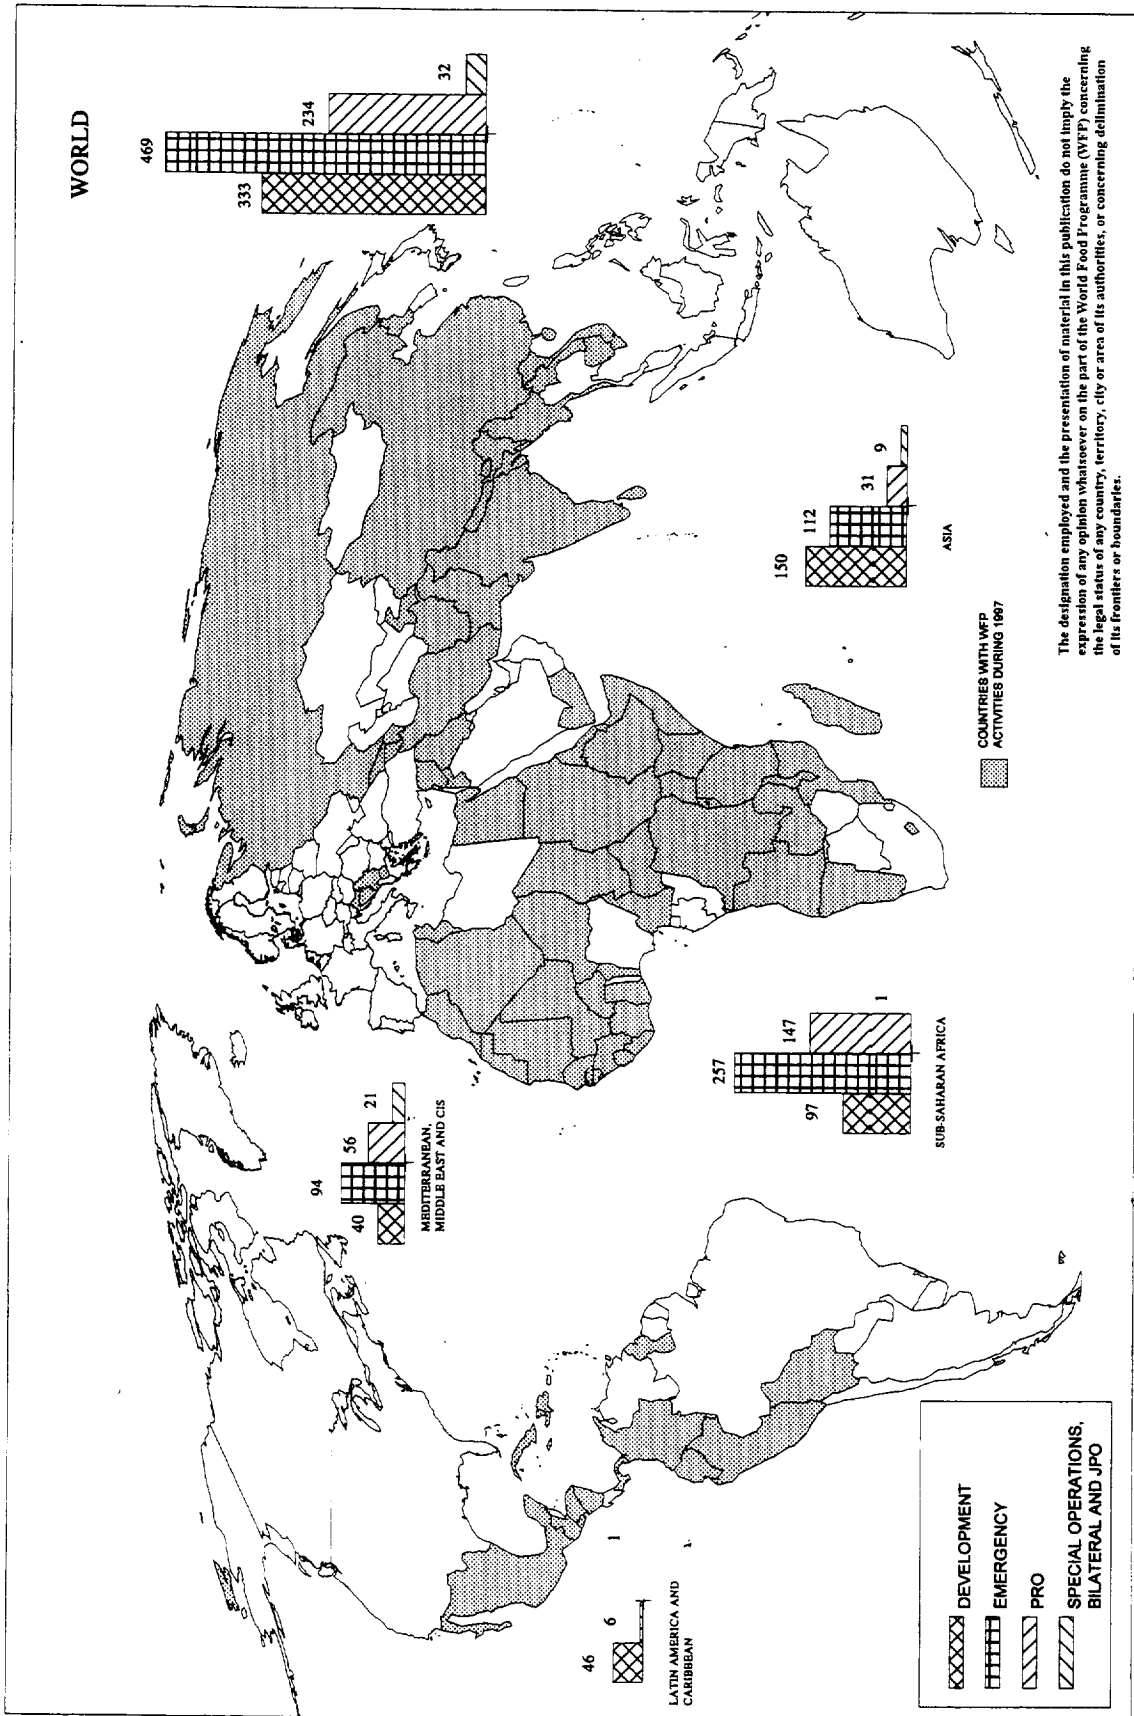 WORLD
333
469
234
32
94
40
56
21
MEDITERRANEAN,
MIDDLE EAST AND CIS
150
112
31
9
ASIA
257
97
147
1
SUB-SAHARAN AFRICA
46
6
1
LATIN AMERICA AND
CARIBBEAN
COUNTRIES WITH WFP
ACTIVITIES DURING 1997
DEVELOPMENT
EMERGENCY
PRO
SPECIAL OPERATIONS,
BILATERAL AND JPO
The designation employed and the presentation of material in this publication do not imply the
expression of any opinion whatsoever on the part of the World Food Programme (WFP) concerning
the legal status of any country, territory, city or area of its authorities, or concerning delimination
of its frontiers or boundaries.